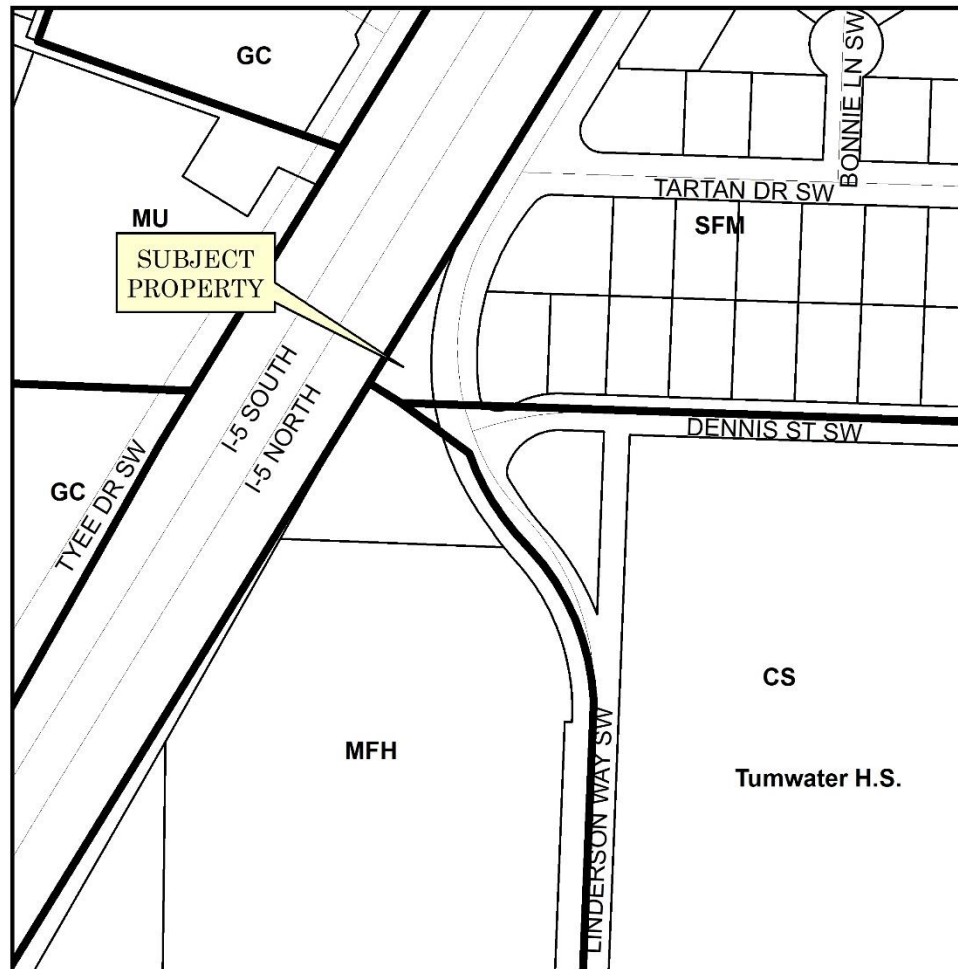 GC
BONNIE LN SW
TARTAN DR SW
MU
SFM
SUBJECT
PROPERTY
I-5 SOUTH
I-5 NORTH
DENNIS ST SW
GC
TYEE DR SW
CS
MFH
Tumwater H.S.
LINDERSON WAY SW